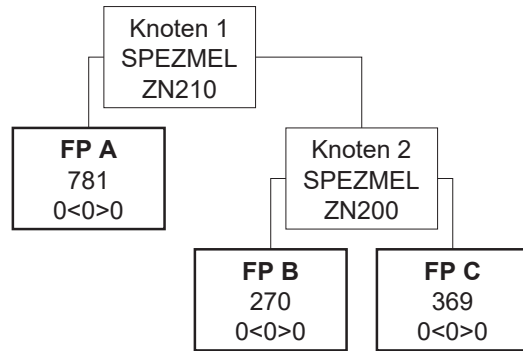 Knoten 1
SPEZMEL
ZN210
FP A
781
0<0>0
Knoten 2
SPEZMEL
ZN200
FP B
270
0<0>0
FP C
369
0<0>0